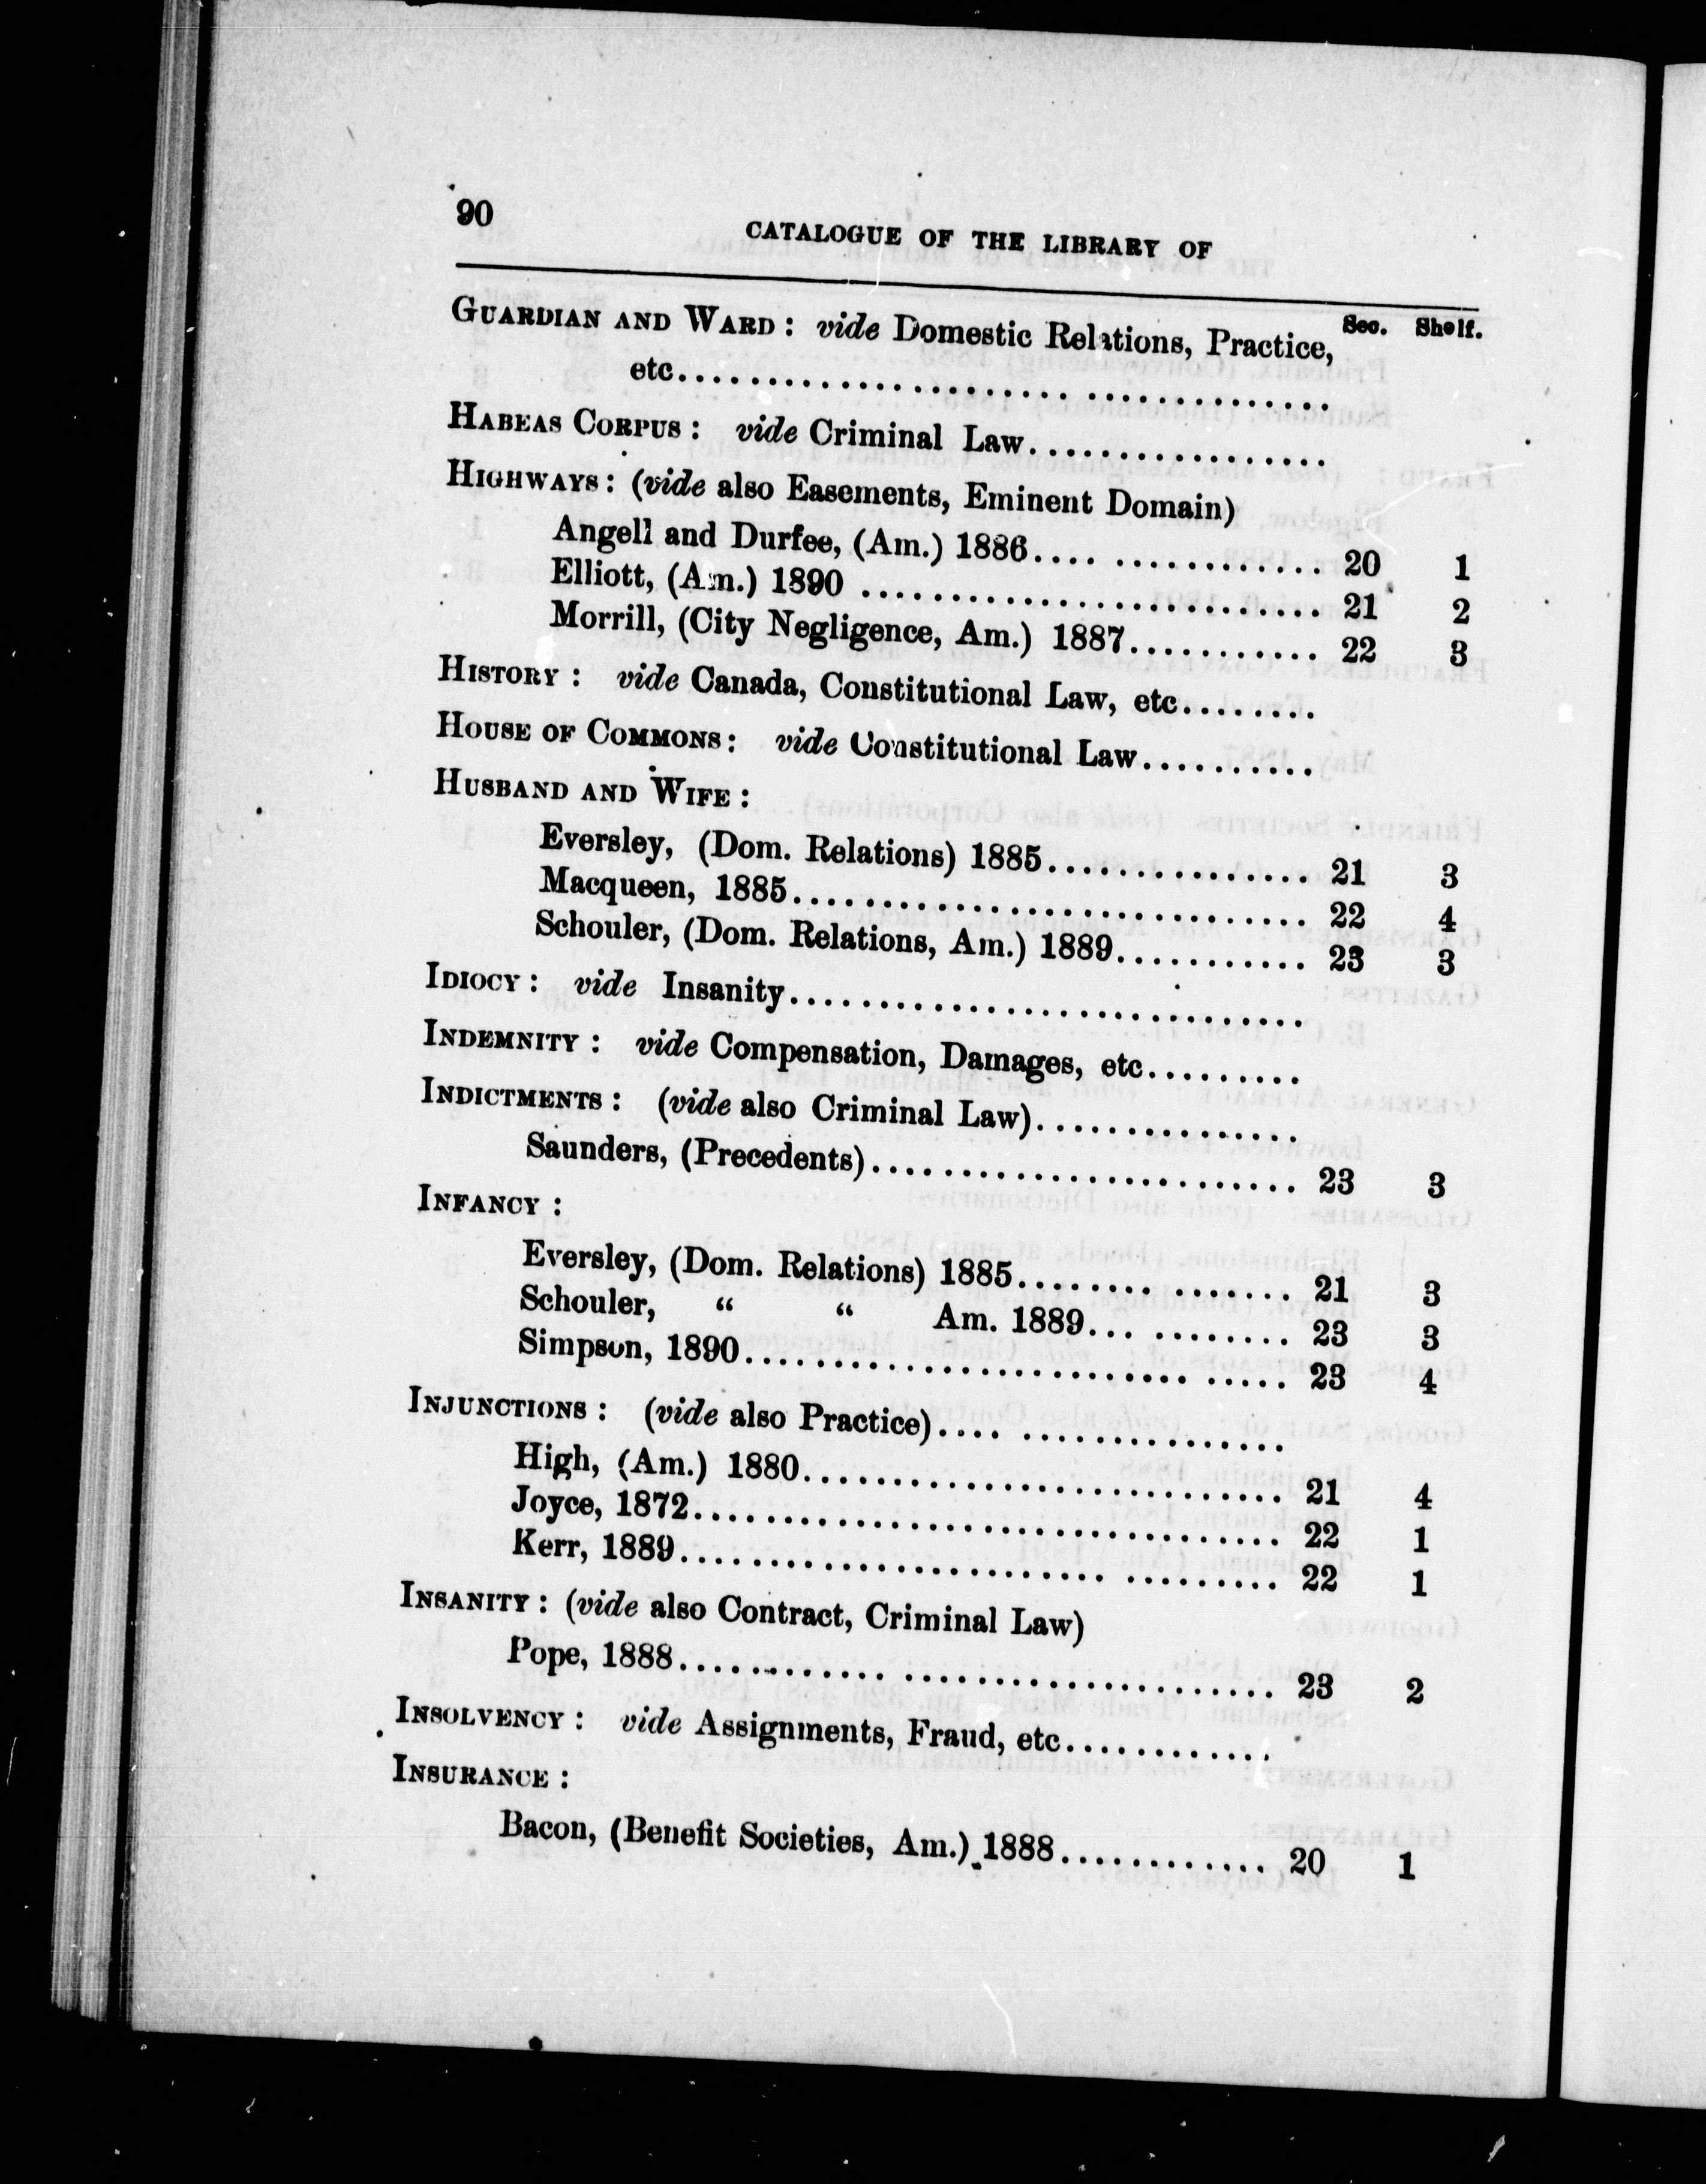 90
CATALOGUE OF THE LIBRARY OF
Sec. Shelf.
GUARDIAN AND WARD : vide Domestic Relations, Practice,
etc........................................
HABEAS CORPUS : vide Criminal Law.................
HIGHWAYS : (vide also Easements, Eminent Domain)
Angell and Durfee, (Am.) 1886................ 20 1
Elliott, (Am.) 1890 .......................... 21 2
Morrill, (City Negligence, Am.) 1887........... 22 3
HISTORY : vide Canada, Constitutional Law, etc........
HOUSE OF COMMONS : vide Constitutional Law..........
HUSBAND AND WIFE :
Eversley, (Dom. Relations) 1885............... 21 3
Macqueen, 1885............................. 22 4
Schouler, (Dom. Relations, Am.) 1889........... 23 3
IDIOCY : vide Insanity.............................
INDEMNITY : vide Compensation, Damages, etc.........
INDICTMENTS : (vide also Criminal Law)...............
Saunders, (Precedents)........................ 23 3
INFANCY :
Eversley, (Dom. Relations) 1885................ 21 3
Schouler, “ “ Am. 1889... ........ 23 3
Simpson, 1890.............................. 23 4
INJUNCTIONS : (vide also Practice).... ...............
High, (Am.) 1880........................... 21 4
Joyce, 1872................................. 22 1
Kerr, 1889................................. 22 1
INSANITY : (vide also Contract, Criminal Law)
Pope, 1888................................. 23 2
INSOLVENCY : vide Assignments, Fraud, etc............
INSURANCE :
Bacon, (Benefit Societies, Am.) 1888............ 20 1